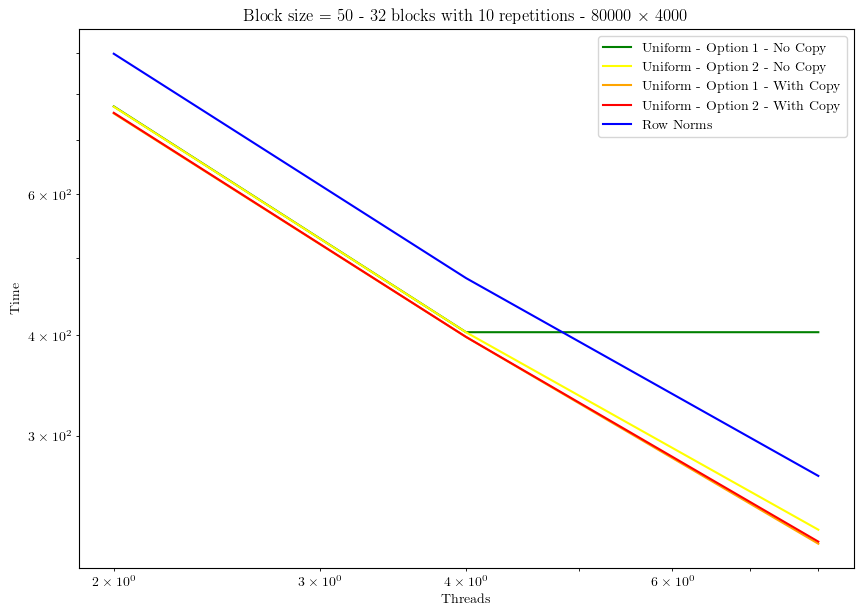 Block size = 50 - 32 blocks with 10 repetitions - 80000 × 4000
Uniform - Option 1 - No Copy
Uniform - Option 2 - No Copy
Uniform - Option 1 - With Copy
Uniform - Option 2 - With Copy
Row Norms
6 × 10²
4 × 10²
3 × 10²
Time
2 × 10⁰
3 × 10⁰
4 × 10⁰
6 × 10⁰
Threads